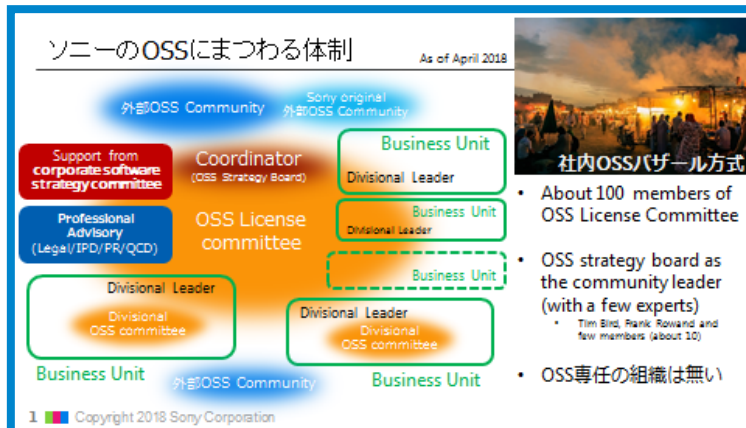 ソニーのOSSにまつわる体制
As of April 2018
外部OSS Community
Sony original
外部OSS Community
Support from
corporate software
strategy committee
Coordinator
(OSS Strategy Board)
Business Unit
Divisional Leader
Professional
Advisory
(Legal/IPD/PR/QCD)
OSS License
committee
Business Unit
Divisional Leader
Business Unit
Divisional Leader
Divisional
OSS committee
Business Unit
Divisional Leader
Divisional
OSS committee
Business Unit
外部OSS Community
社内OSSバザール方式
• About 100 members of
OSS License Committee
• OSS strategy board as
the community leader
(with a few experts)
• Tim Bird, Frank Rowand and
few members (about 10)
• OSS専任の組織は無い
1 Copyright 2018 Sony Corporation